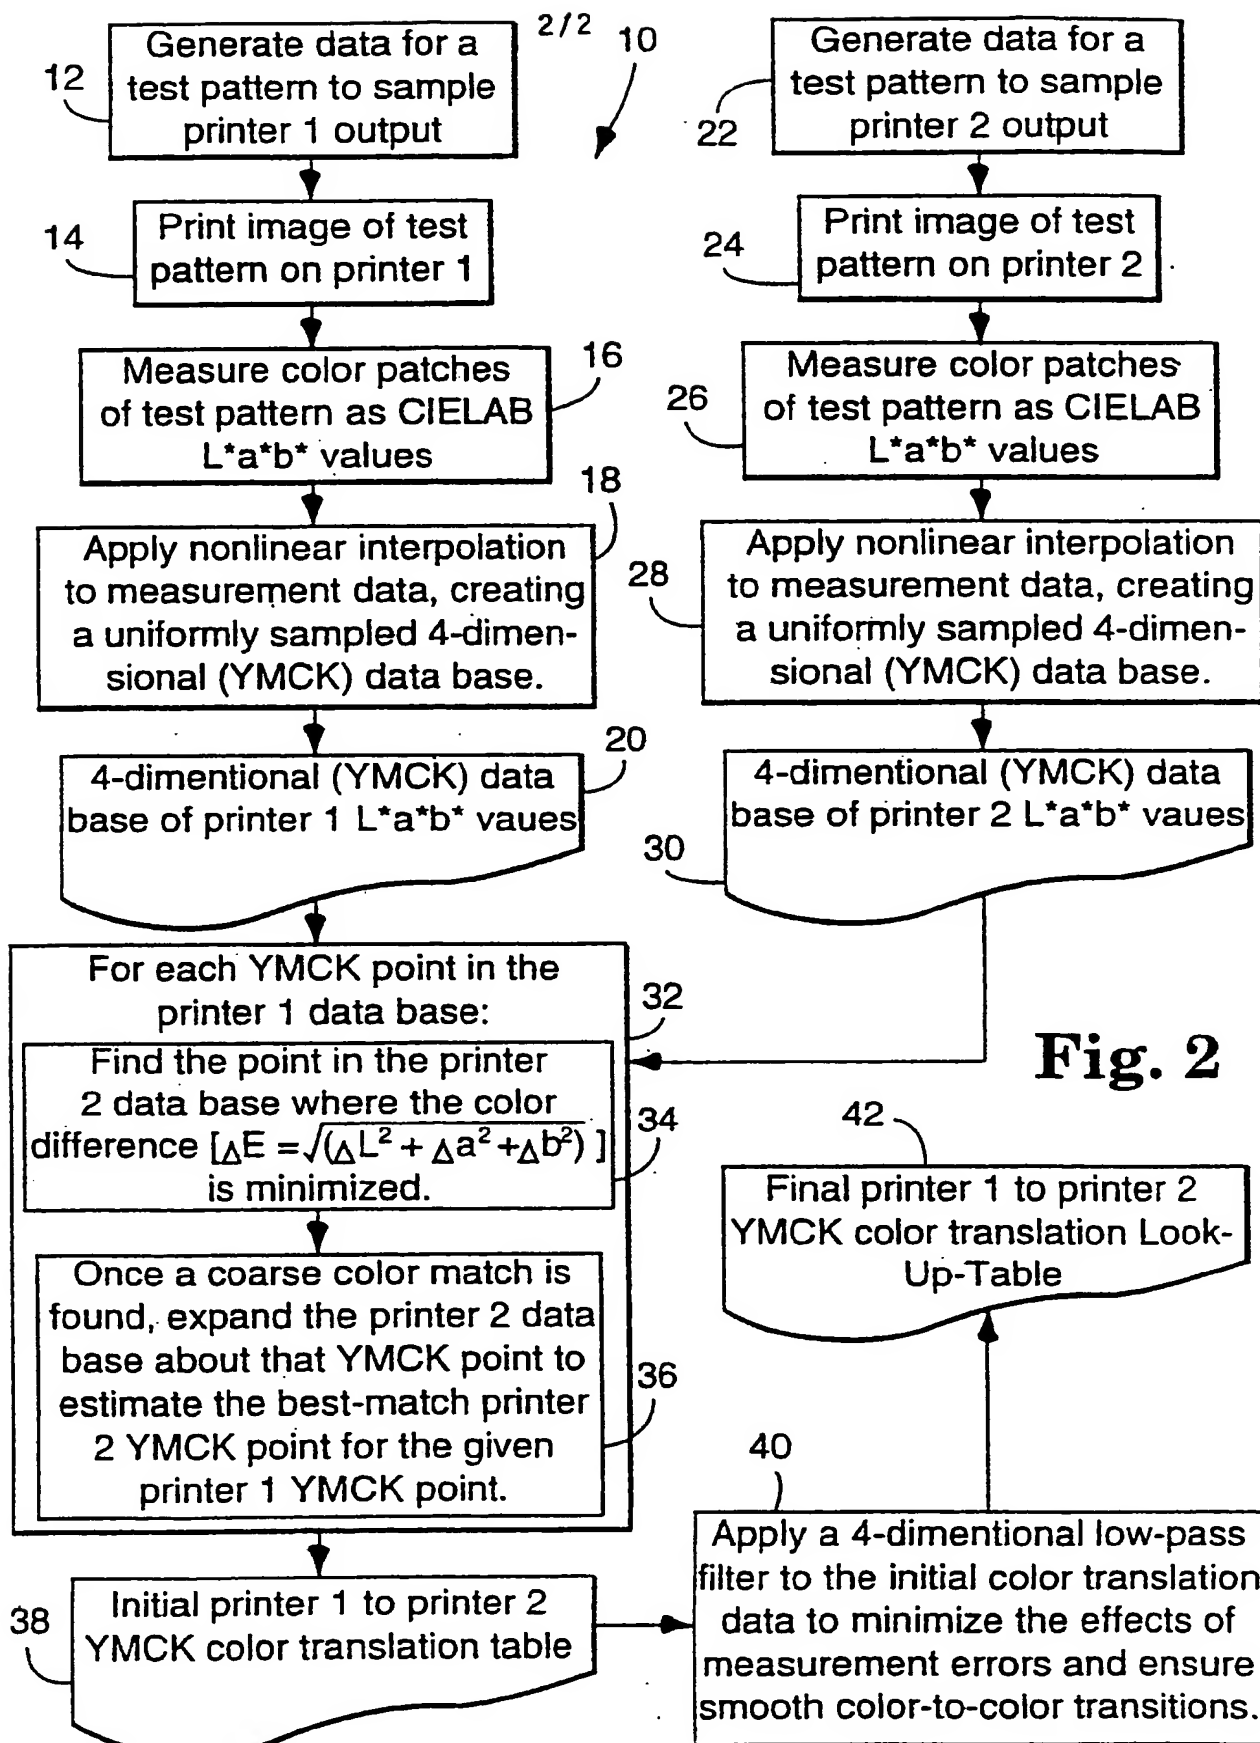 2/2
10
12
Generate data for a
test pattern to sample
printer 1 output
14
Print image of test
pattern on printer 1
16
Measure color patches
of test pattern as CIELAB
L*a*b* values
18
Apply nonlinear interpolation
to measurement data, creating
a uniformly sampled 4-dimen-
sional (YMCK) data base.
20
4-dimentional (YMCK) data
base of printer 1 L*a*b* vaues
22
Generate data for a
test pattern to sample
printer 2 output
24
Print image of test
pattern on printer 2
26
Measure color patches
of test pattern as CIELAB
L*a*b* values
28
Apply nonlinear interpolation
to measurement data, creating
a uniformly sampled 4-dimen-
sional (YMCK) data base.
30
4-dimentional (YMCK) data
base of printer 2 L*a*b* vaues
32
For each YMCK point in the
printer 1 data base:
34
Find the point in the printer
2 data base where the color
difference [ΔE = √(ΔL² + Δa² + Δb²) ]
is minimized.
36
Once a coarse color match is
found, expand the printer 2 data
base about that YMCK point to
estimate the best-match printer
2 YMCK point for the given
printer 1 YMCK point.
38
Initial printer 1 to printer 2
YMCK color translation table
40
Apply a 4-dimentional low-pass
filter to the initial color translation
data to minimize the effects of
measurement errors and ensure
smooth color-to-color transitions.
42
Final printer 1 to printer 2
YMCK color translation Look-
Up-Table
Fig. 2